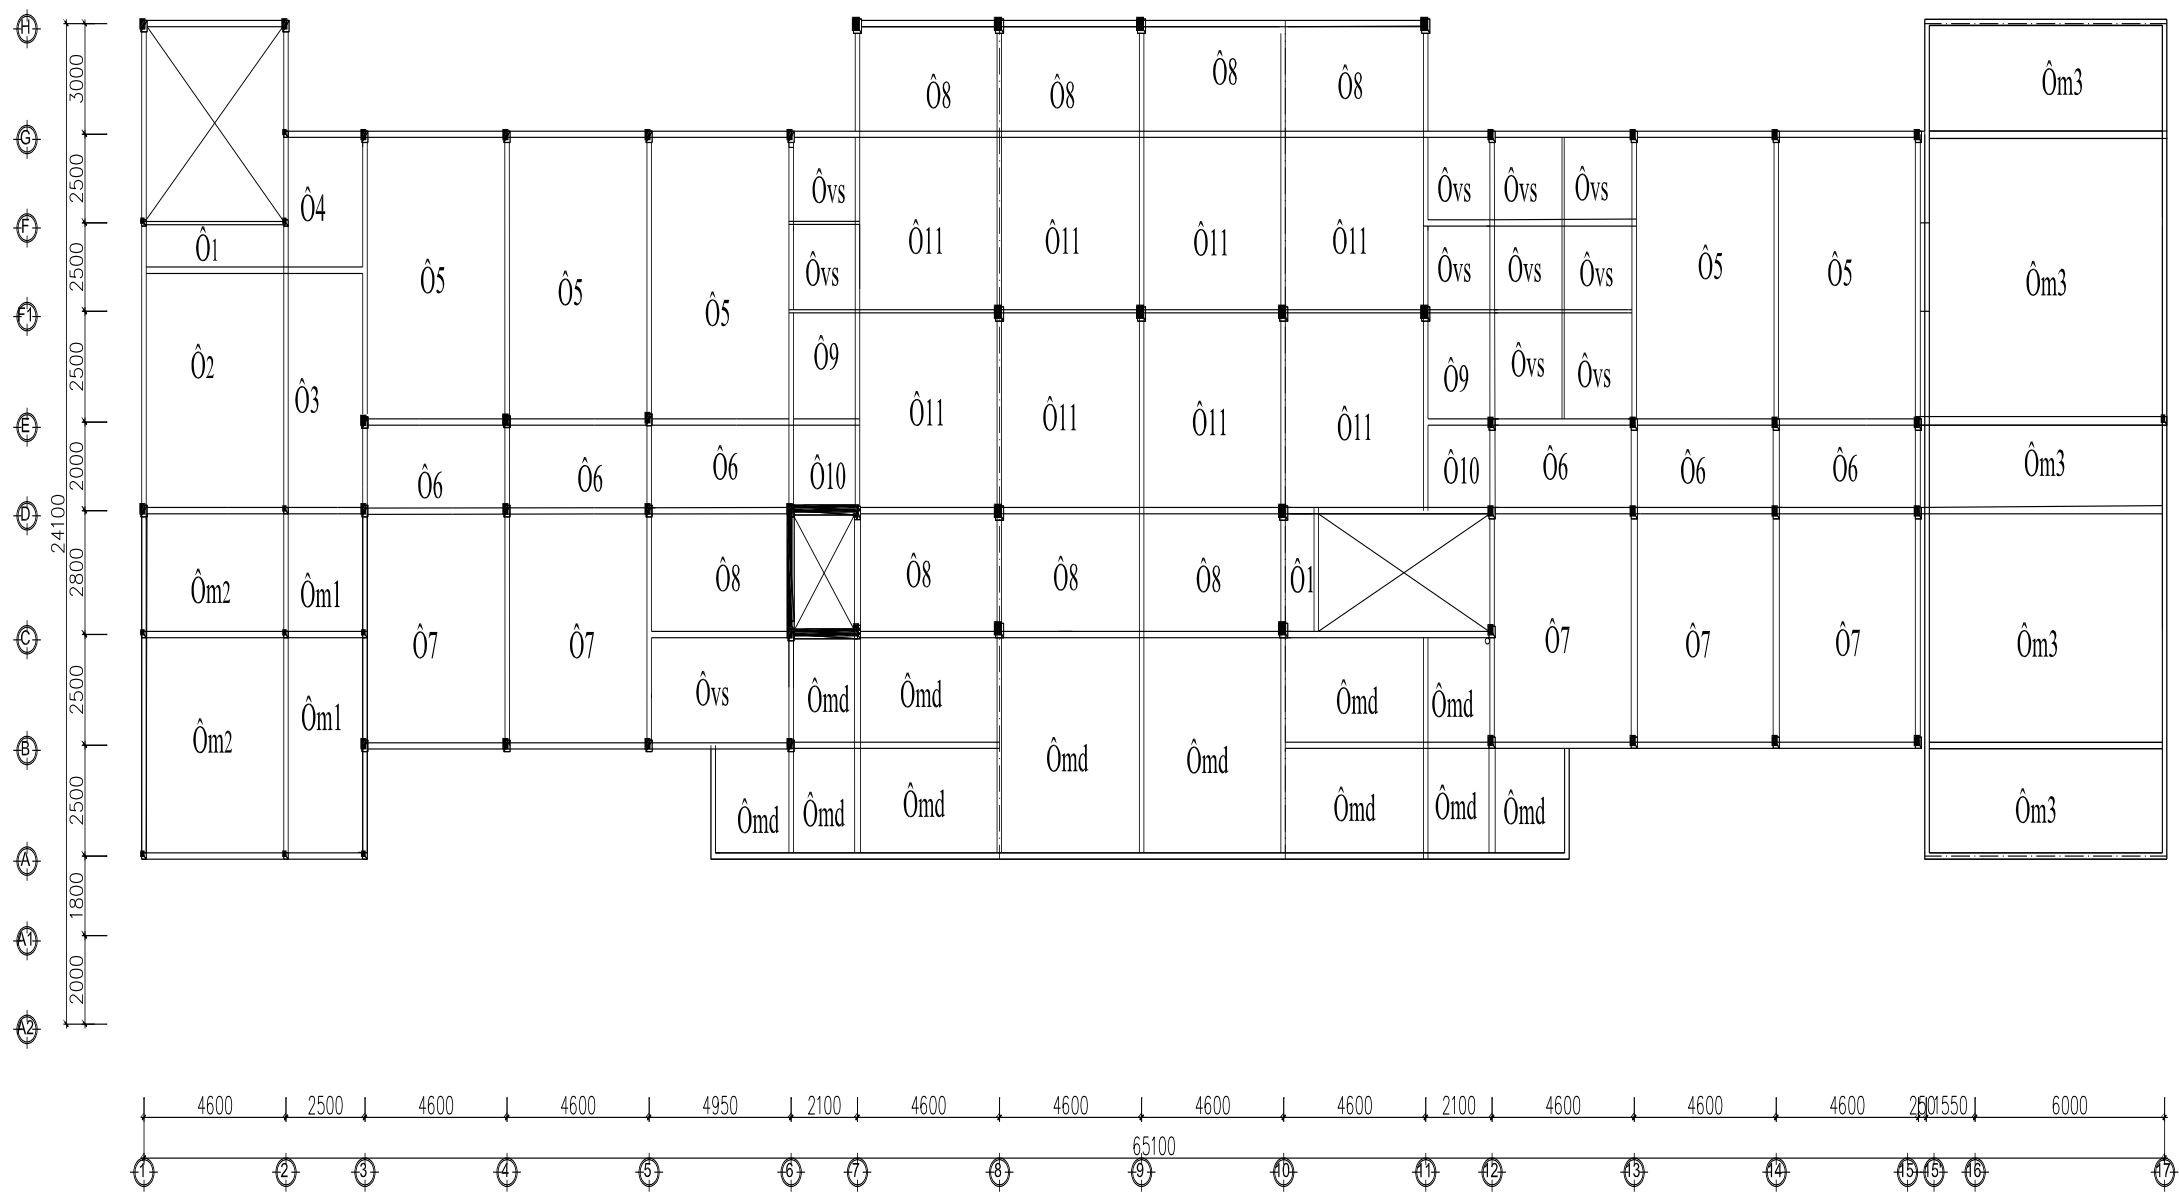 H
3000
Ô8
Ô8
Ô8
Ô8
Ôm3
G
2500
Ô4
Ôvs
Ôvs
Ôvs
Ôvs
F
Ô1
2500
Ô5
Ô5
Ô5
Ôvs
Ô11
Ô11
Ô11
Ô11
Ôvs
Ôvs
Ôvs
Ô5
Ô5
Ôm3
F1
2500
Ô2
Ô3
Ô9
Ô11
Ô11
Ô11
Ô11
Ô9
Ôvs
Ôvs
E
2000
Ô6
Ô6
Ô6
Ô10
Ô10
Ô6
Ô6
Ô6
Ôm3
D
24100
2800
Ôm2
Ôm1
Ô8
Ô8
Ô8
Ô8
Ô1
C
Ô7
Ô7
Ô7
Ô7
Ô7
Ôm3
2500
Ôm2
Ôm1
Ôvs
Ômd
Ômd
Ômd
Ômd
B
Ômd
Ômd
2500
Ômd
Ômd
Ômd
Ômd
Ômd
Ômd
Ôm3
A
1800
A1
2000
A2
4600 2500 4600 4600 4950 2100 4600 4600 4600 4600 2100 4600 4600 4600 250 1550 6000
65100
1 2 3 4 5 6 7 8 9 10 11 12 13 14 15 15 16 17